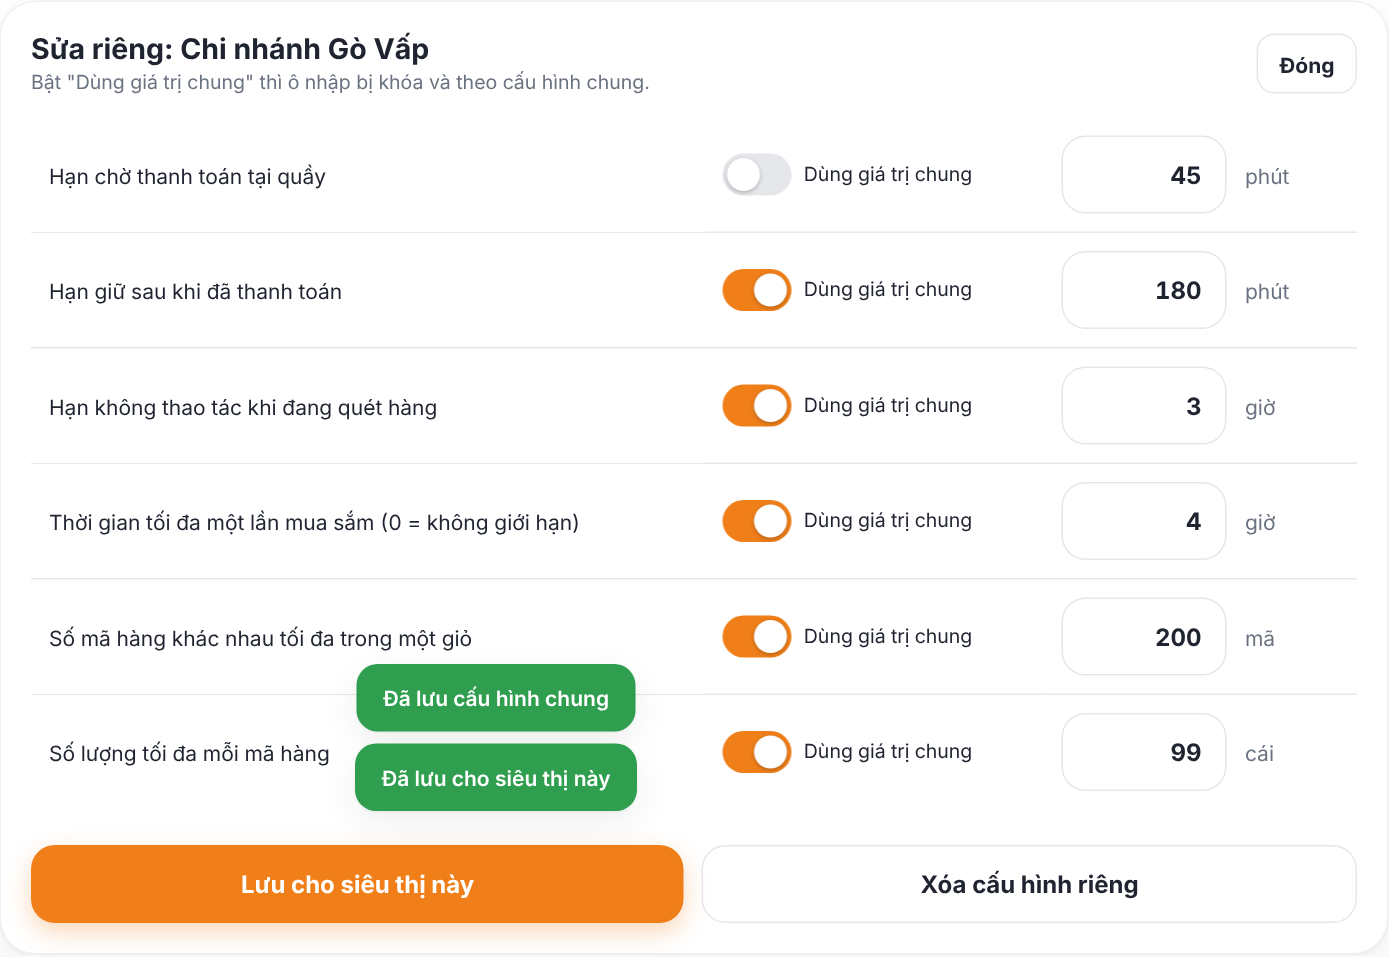 Sửa riêng: Chi nhánh Gò Vấp
Bật "Dùng giá trị chung" thì ô nhập bị khóa và theo cấu hình chung.
Đóng
Hạn chờ thanh toán tại quầy
Dùng giá trị chung
45
phút
Hạn giữ sau khi đã thanh toán
Dùng giá trị chung
180
phút
Hạn không thao tác khi đang quét hàng
Dùng giá trị chung
3
giờ
Thời gian tối đa một lần mua sắm (0 = không giới hạn)
Dùng giá trị chung
4
giờ
Số mã hàng khác nhau tối đa trong một giỏ
Dùng giá trị chung
200
mã
Đã lưu cấu hình chung
Số lượng tối đa mỗi mã hàng
Dùng giá trị chung
99
cái
Đã lưu cho siêu thị này
Lưu cho siêu thị này
Xóa cấu hình riêng